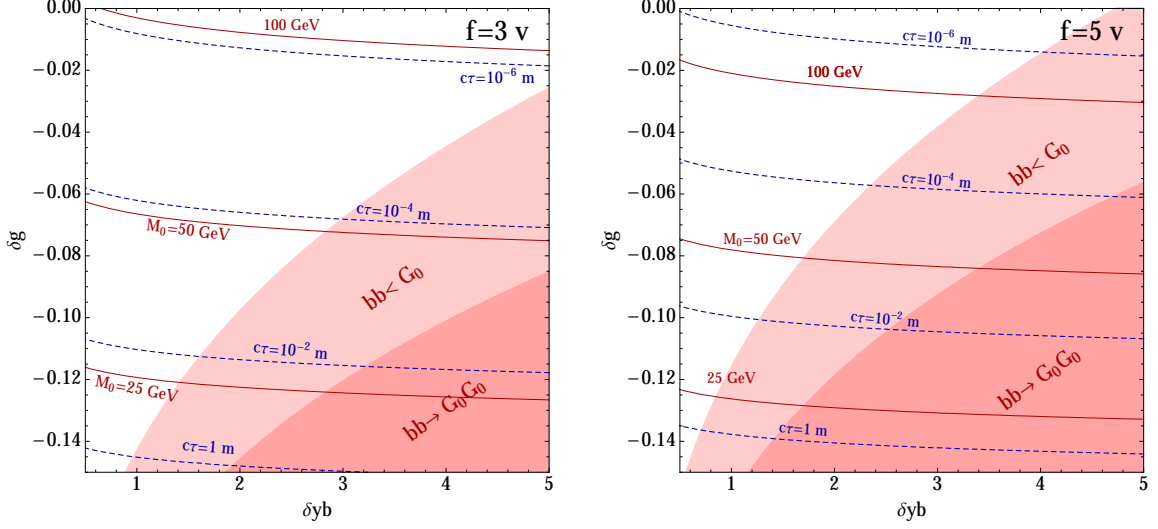 f=3 v
100 GeV
cτ=10⁻⁶ m
cτ=10⁻⁴ m
M₀=50 GeV
bb< G₀
cτ=10⁻² m
M₀=25 GeV
bb→ G₀G₀
cτ=1 m
0.00
−0.02
−0.04
−0.06
−0.08
−0.10
−0.12
−0.14
δg
1 2 3 4 5
δyb
f=5 v
cτ=10⁻⁶ m
100 GeV
bb< G₀
cτ=10⁻⁴ m
M₀=50 GeV
cτ=10⁻² m
25 GeV
bb→ G₀G₀
cτ=1 m
0.00
−0.02
−0.04
−0.06
−0.08
−0.10
−0.12
−0.14
δg
1 2 3 4 5
δyb